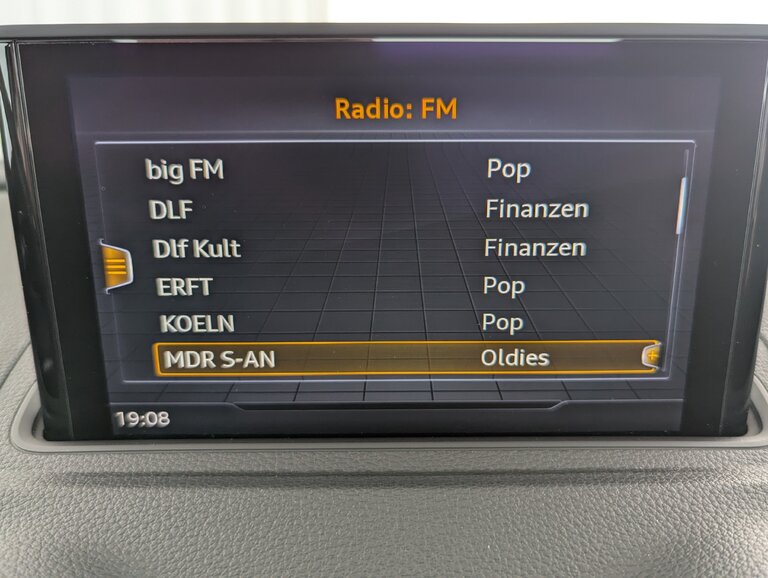 Radio: FM
big FM Pop
DLF Finanzen
Dlf Kult Finanzen
ERFT Pop
KOELN Pop
MDR S-AN Oldies
19:08